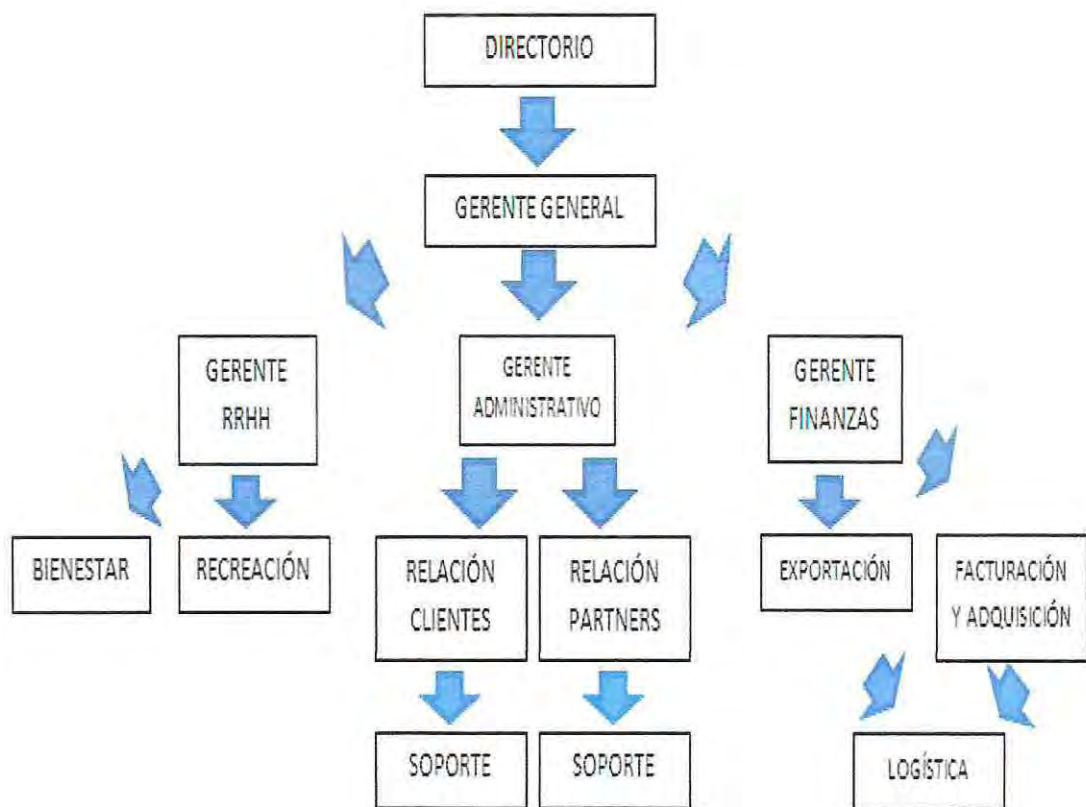 DIRECTORIO
GERENTE GENERAL
GERENTE
RRHH
GERENTE
ADMINISTRATIVO
GERENTE
FINANZAS
BIENESTAR
RECREACIÓN
RELACIÓN
CLIENTES
RELACIÓN
PARTNERS
EXPORTACIÓN
FACTURACIÓN
Y ADQUISICIÓN
SOPORTE
SOPORTE
LOGÍSTICA